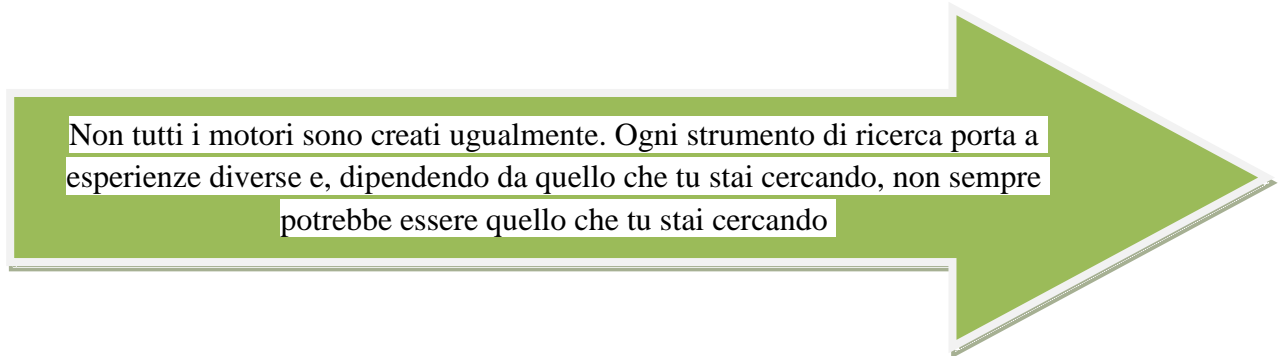 Non tutti i motori sono creati ugualmente. Ogni strumento di ricerca porta a
esperienze diverse e, dipendendo da quello che tu stai cercando, non sempre
potrebbe essere quello che tu stai cercando